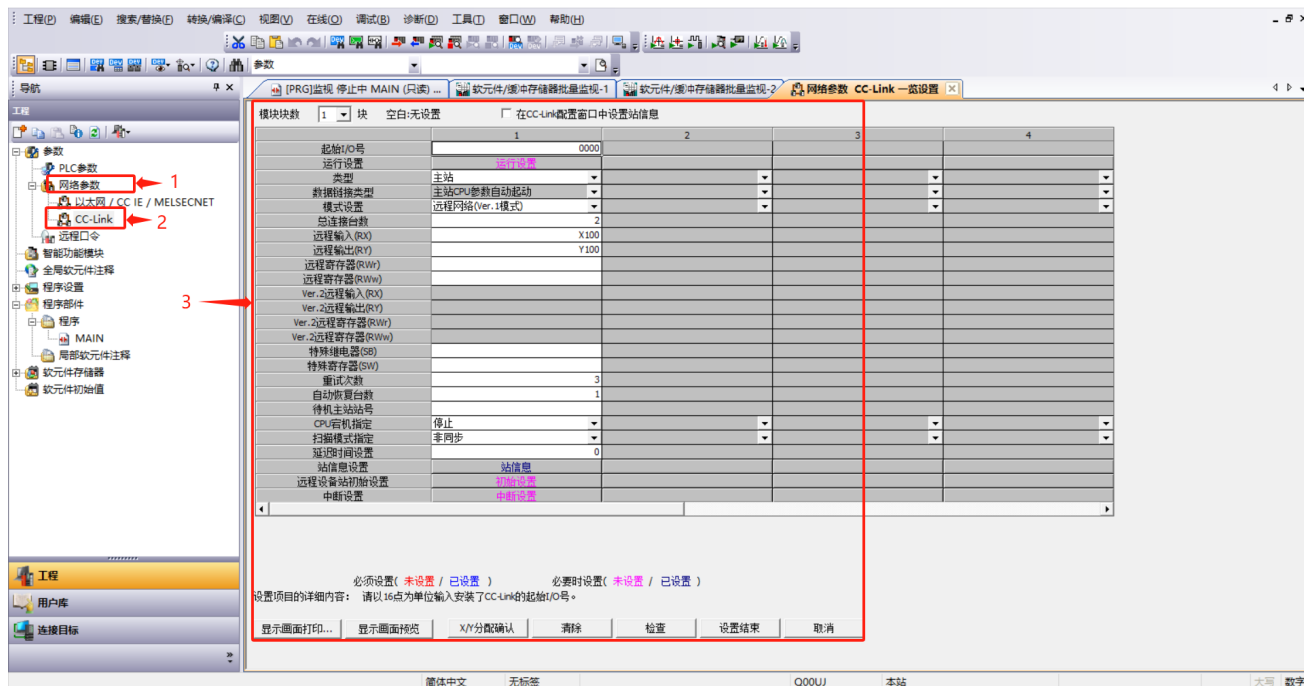 工程(P) 编辑(E) 搜索/替换(F) 转换/编译(C) 视图(V) 在线(O) 调试(B) 诊断(D) 工具(T) 窗口(W) 帮助(H)
参数
导航
[PRG]监视 停止中 MAIN (只读) ... 软元件/缓冲存储器批量监视-1 软元件/缓冲存储器批量监视-2 网络参数 CC-Link 一览设置
工程
参数
PLC参数
网络参数
以太网 / CC IE / MELSECNET
CC-Link
远程口令
智能功能模块
全局软元件注释
程序设置
程序部件
程序
MAIN
局部软元件注释
软元件存储器
软元件初始值
1
2
3
工程
用户库
连接目标
模块块数 1 块 空白:无设置 在CC-Link配置窗口中设置站信息
1 2 3 4
起始I/O号 0000
运行设置 运行设置
类型 主站
数据链接类型 主站CPU参数自动起动
模式设置 远程网络(Ver.1模式)
总连接台数 2
远程输入(RX) X100
远程输出(RY) Y100
远程寄存器(RWr)
远程寄存器(RWw)
Ver.2远程输入(RX)
Ver.2远程输出(RY)
Ver.2远程寄存器(RWr)
Ver.2远程寄存器(RWw)
特殊继电器(SB)
特殊寄存器(SW)
重试次数 3
自动恢复台数 1
待机主站站号
CPU宕机指定 停止
扫描模式指定 非同步
延迟时间设置 0
站信息设置 站信息
远程设备站初始设置 初始设置
中断设置 中断设置
必须设置( 未设置 / 已设置 ) 必要时设置( 未设置 / 已设置 )
设置项目的详细内容: 请以16点为单位输入安装了CC-Link的起始I/O号。
显示画面打印... 显示画面预览 X/Y分配确认 清除 检查 设置结束 取消
简体中文 无标签 Q00UJ 本站 大写 数字